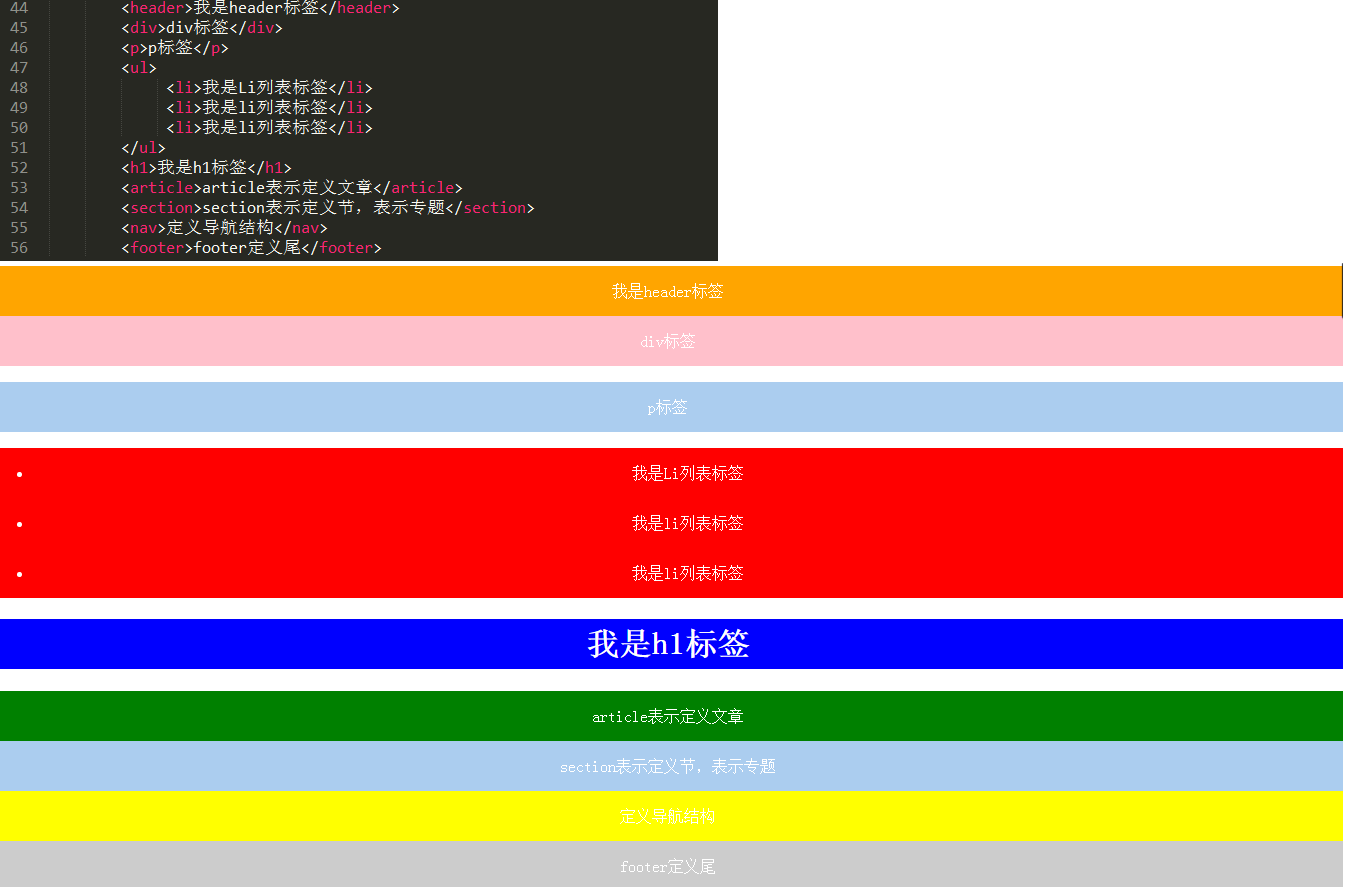 44 <header>我是header标签</header>
45 <div>div标签</div>
46 <p>p标签</p>
47 <ul>
48 <li>我是Li列表标签</li>
49 <li>我是li列表标签</li>
50 <li>我是li列表标签</li>
51 </ul>
52 <h1>我是h1标签</h1>
53 <article>article表示定义文章</article>
54 <section>section表示定义节，表示专题</section>
55 <nav>定义导航结构</nav>
56 <footer>footer定义尾</footer>
我是header标签
div标签
p标签
我是Li列表标签
我是li列表标签
我是li列表标签
我是h1标签
article表示定义文章
section表示定义节，表示专题
定义导航结构
footer定义尾